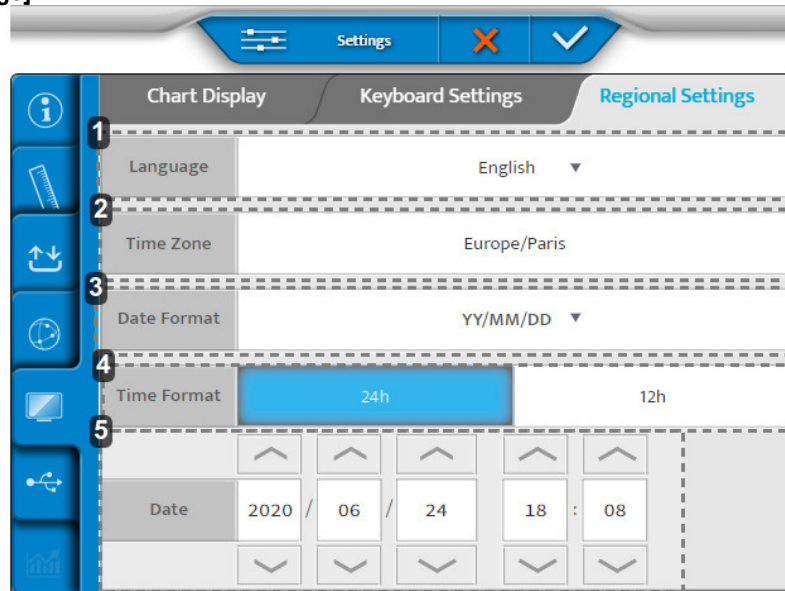 Settings
Chart Display Keyboard Settings Regional Settings
1
Language English ▼
2
Time Zone Europe/Paris
3
Date Format YY/MM/DD ▼
4
Time Format 24h 12h
5
Date 2020 / 06 / 24 18 : 08